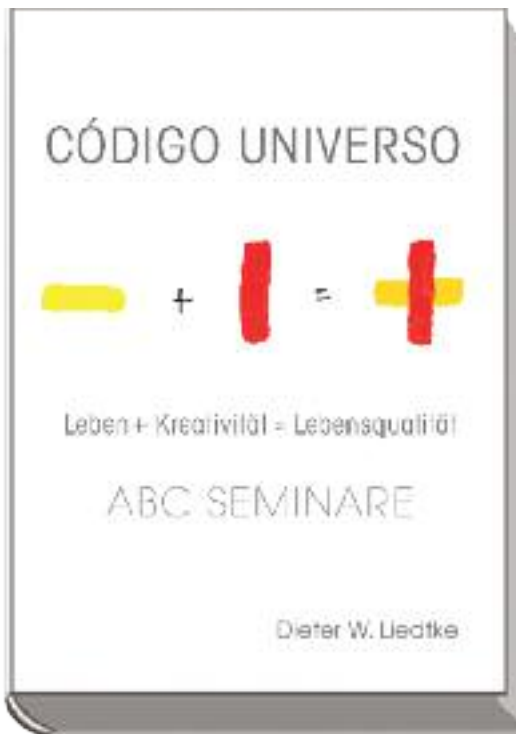 CÓDIGO UNIVERSO
+ =
Leben + Kreativität = Lebensqualität
ABC SEMINARE
Dieter W. Liedtke